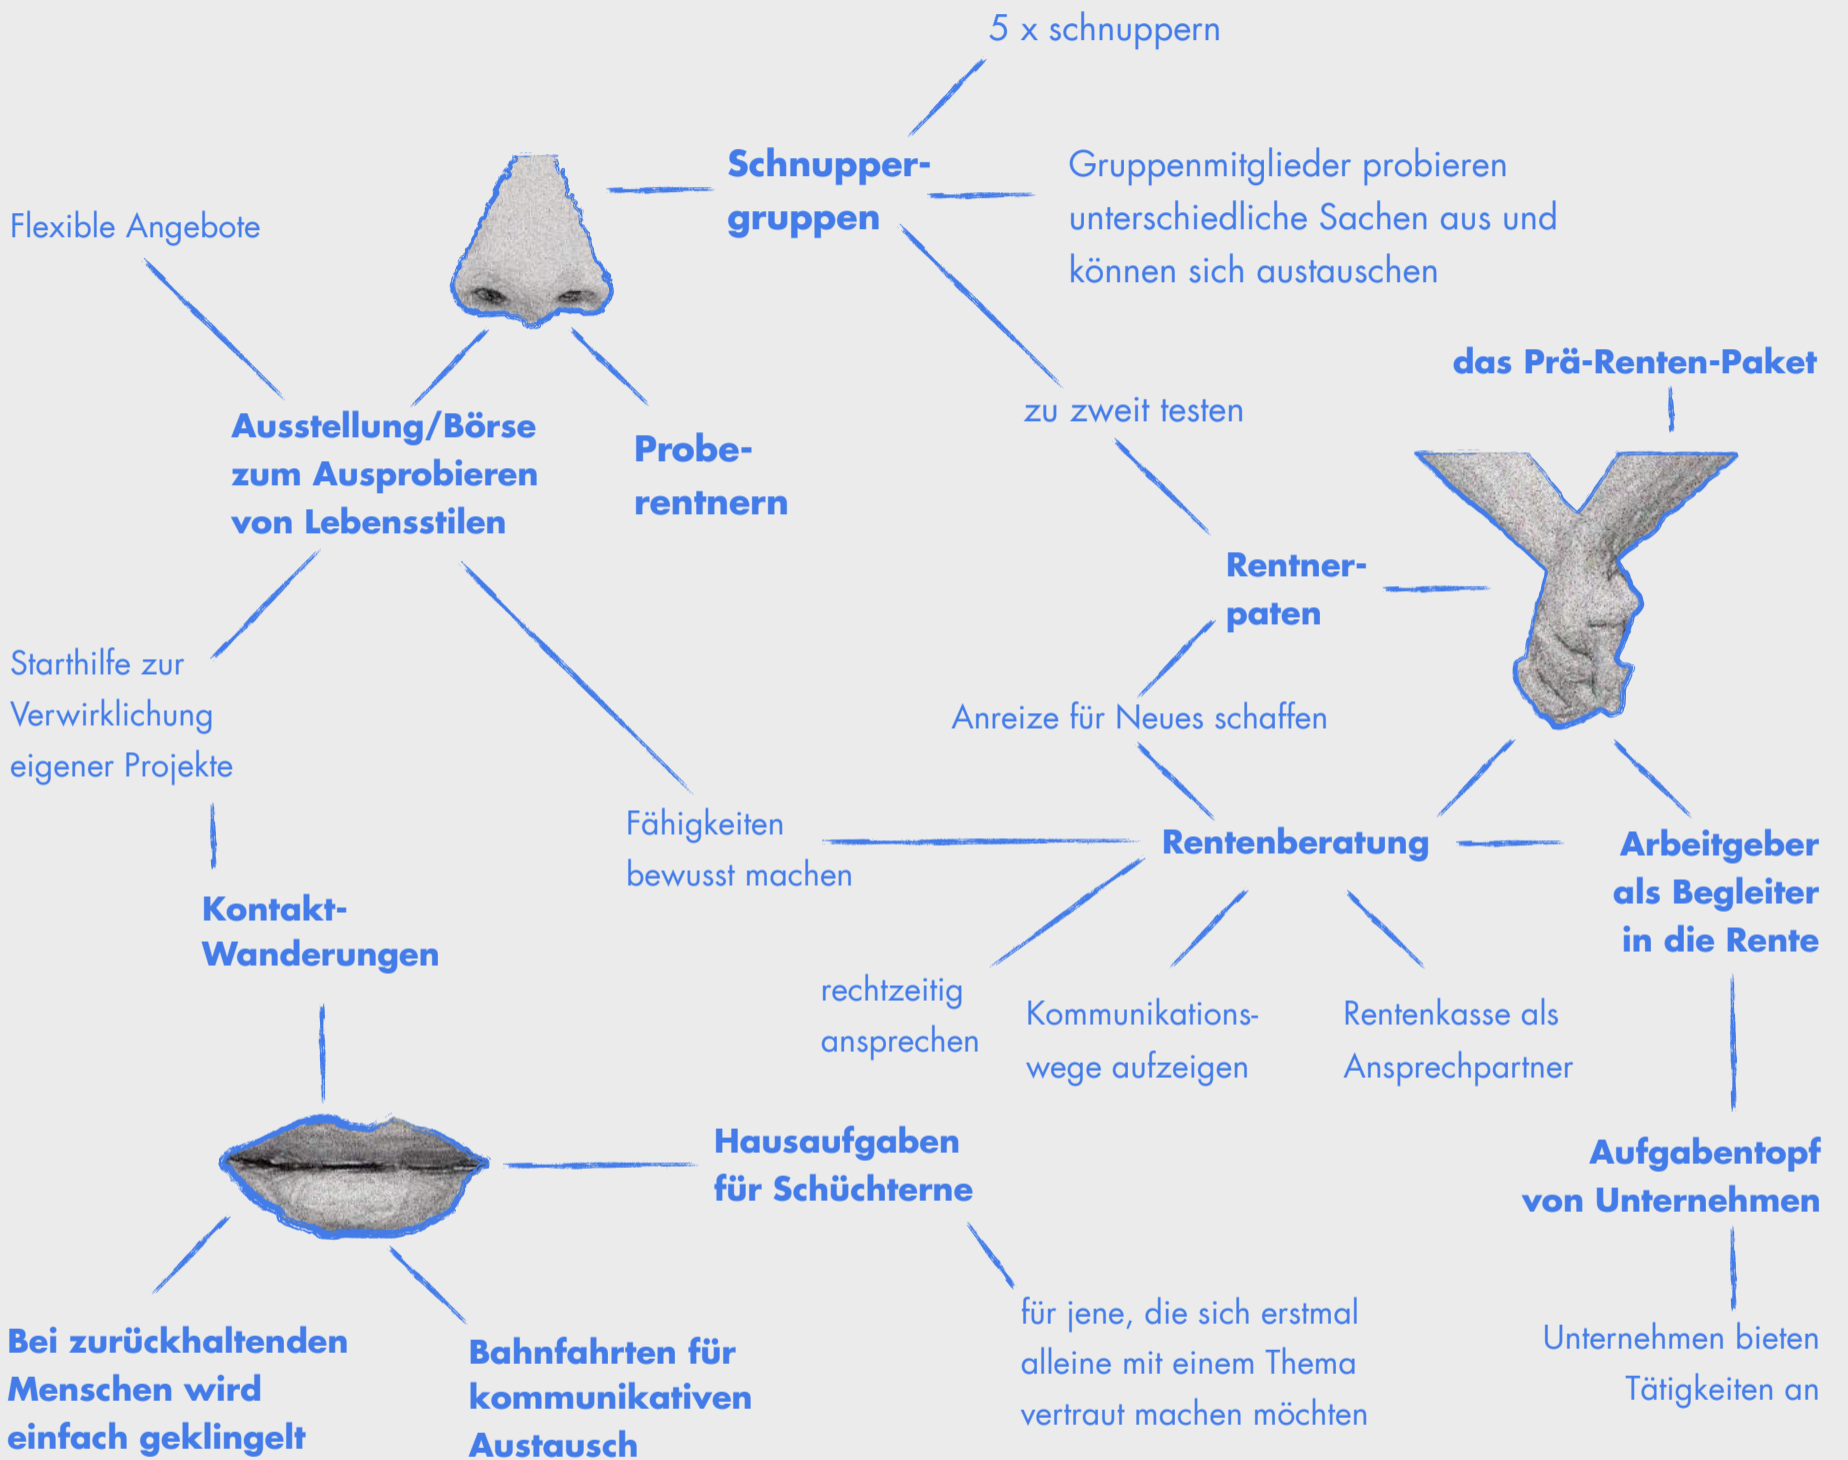 5 x schnuppern
Schnupper-
gruppen
Gruppenmitglieder probieren
unterschiedliche Sachen aus und
können sich austauschen
Flexible Angebote
das Prä-Renten-Paket
zu zweit testen
Ausstellung/Börse
zum Ausprobieren
von Lebensstilen
Probe-
rentnern
Rentner-
paten
Starthilfe zur
Verwirklichung
eigener Projekte
Anreize für Neues schaffen
Fähigkeiten
bewusst machen
Rentenberatung
Arbeitgeber
als Begleiter
in die Rente
Kontakt-
Wanderungen
rechtzeitig
ansprechen
Kommunikations-
wege aufzeigen
Rentenkasse als
Ansprechpartner
Hausaufgaben
für Schüchterne
Aufgabentopf
von Unternehmen
für jene, die sich erstmal
alleine mit einem Thema
vertraut machen möchten
Unternehmen bieten
Tätigkeiten an
Bei zurückhaltenden
Menschen wird
einfach geklingelt
Bahnfahrten für
kommunikativen
Austausch